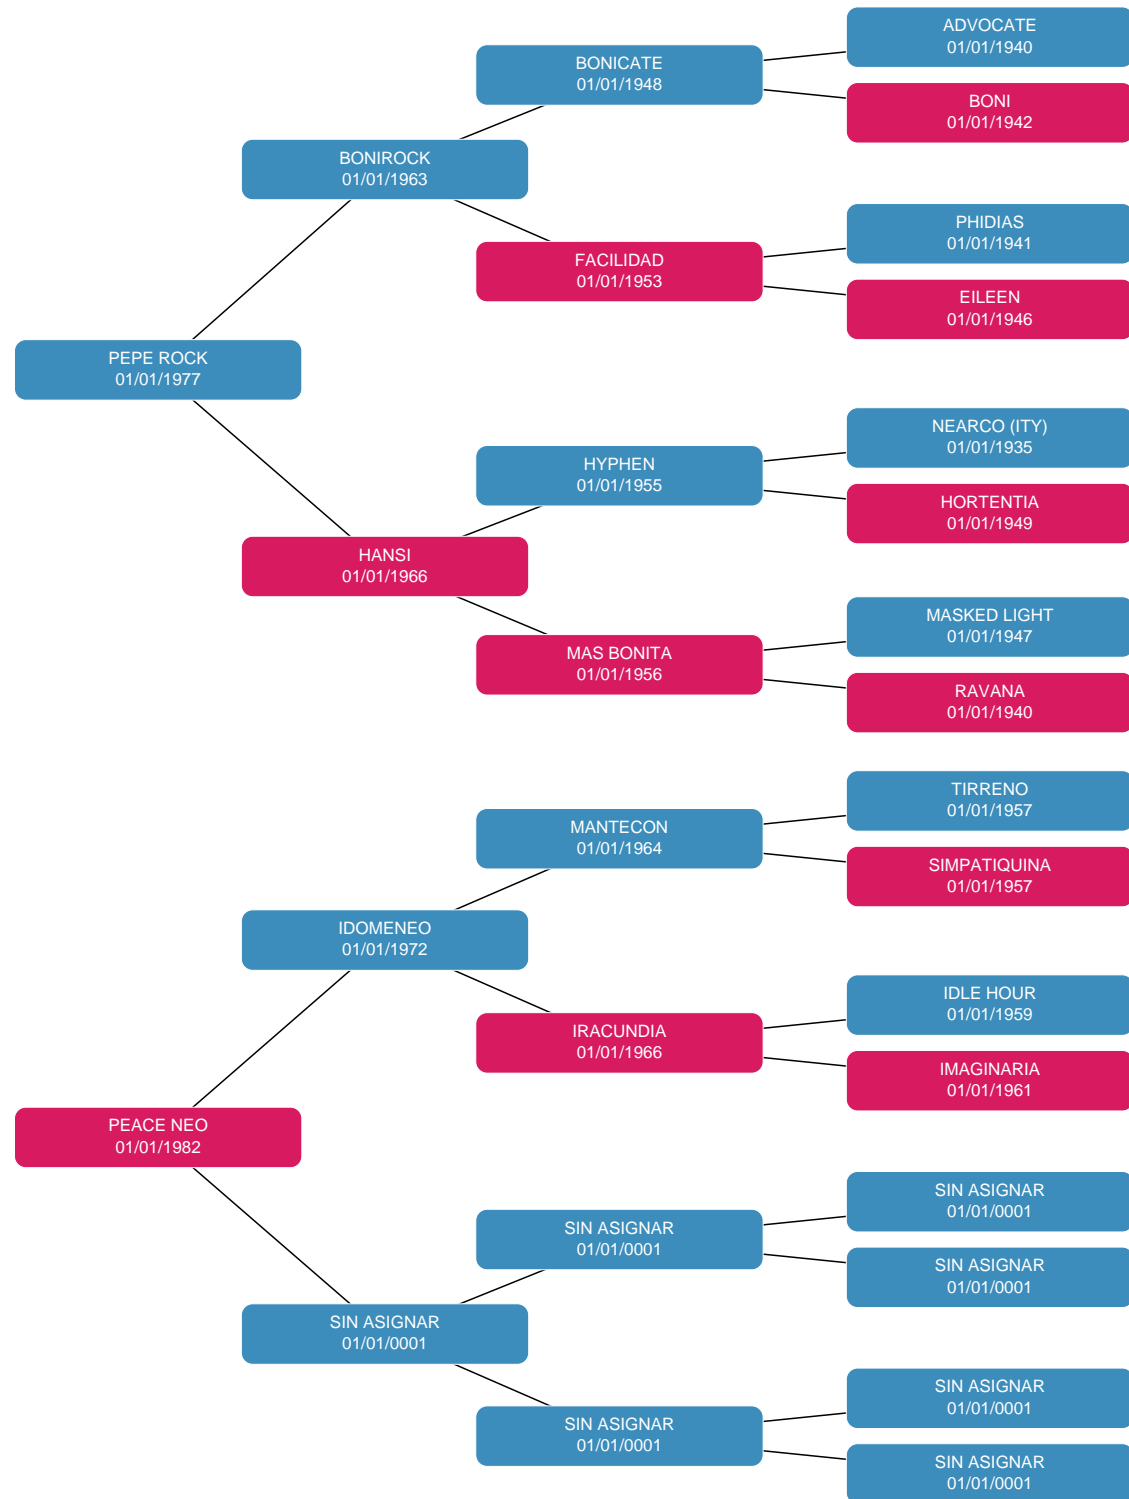 ADVOCATE
01/01/1940
BONICATE
01/01/1948
BONI
01/01/1942
BONIROCK
01/01/1963
PHIDIAS
01/01/1941
FACILIDAD
01/01/1953
EILEEN
01/01/1946
PEPE ROCK
01/01/1977
NEARCO (ITY)
01/01/1935
HYPHEN
01/01/1955
HORTENTIA
01/01/1949
HANSI
01/01/1966
MASKED LIGHT
01/01/1947
MAS BONITA
01/01/1956
RAVANA
01/01/1940
TIRRENO
01/01/1957
MANTECON
01/01/1964
SIMPATIQUINA
01/01/1957
IDOMENEO
01/01/1972
IDLE HOUR
01/01/1959
IRACUNDIA
01/01/1966
IMAGINARIA
01/01/1961
PEACE NEO
01/01/1982
SIN ASIGNAR
01/01/0001
SIN ASIGNAR
01/01/0001
SIN ASIGNAR
01/01/0001
SIN ASIGNAR
01/01/0001
SIN ASIGNAR
01/01/0001
SIN ASIGNAR
01/01/0001
SIN ASIGNAR
01/01/0001